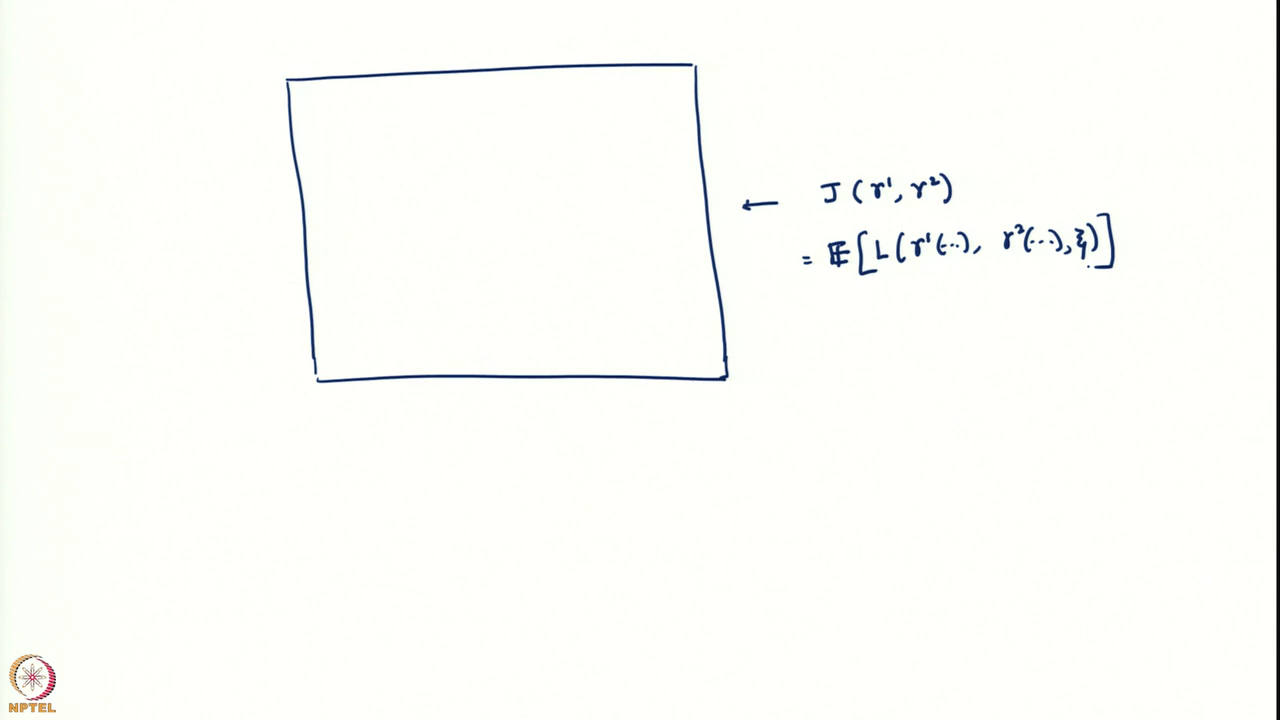 ← J (γ¹, γ²)
= 𝔼[L(γ¹(...), γ²(...), ξ)]
NPTEL